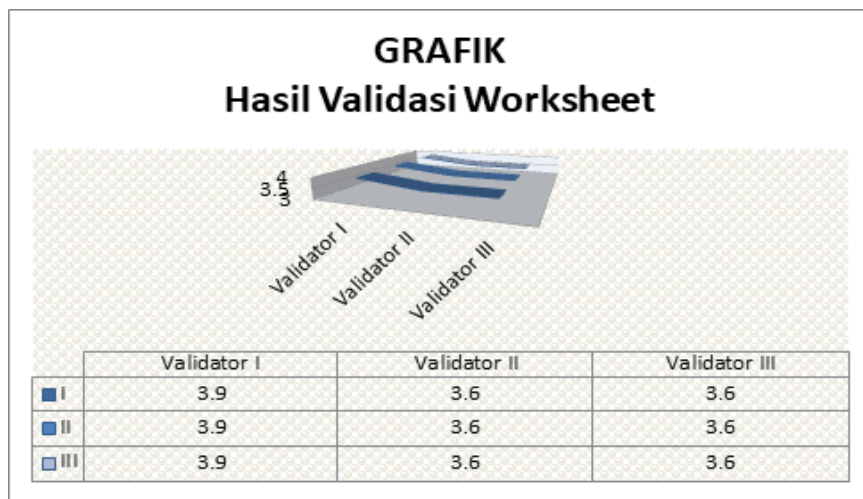 GRAFIK
Hasil Validasi Worksheet
4
3.5
3
Validator I
Validator II
Validator III
Validator I Validator II Validator III
I 3.9 3.6 3.6
II 3.9 3.6 3.6
III 3.9 3.6 3.6